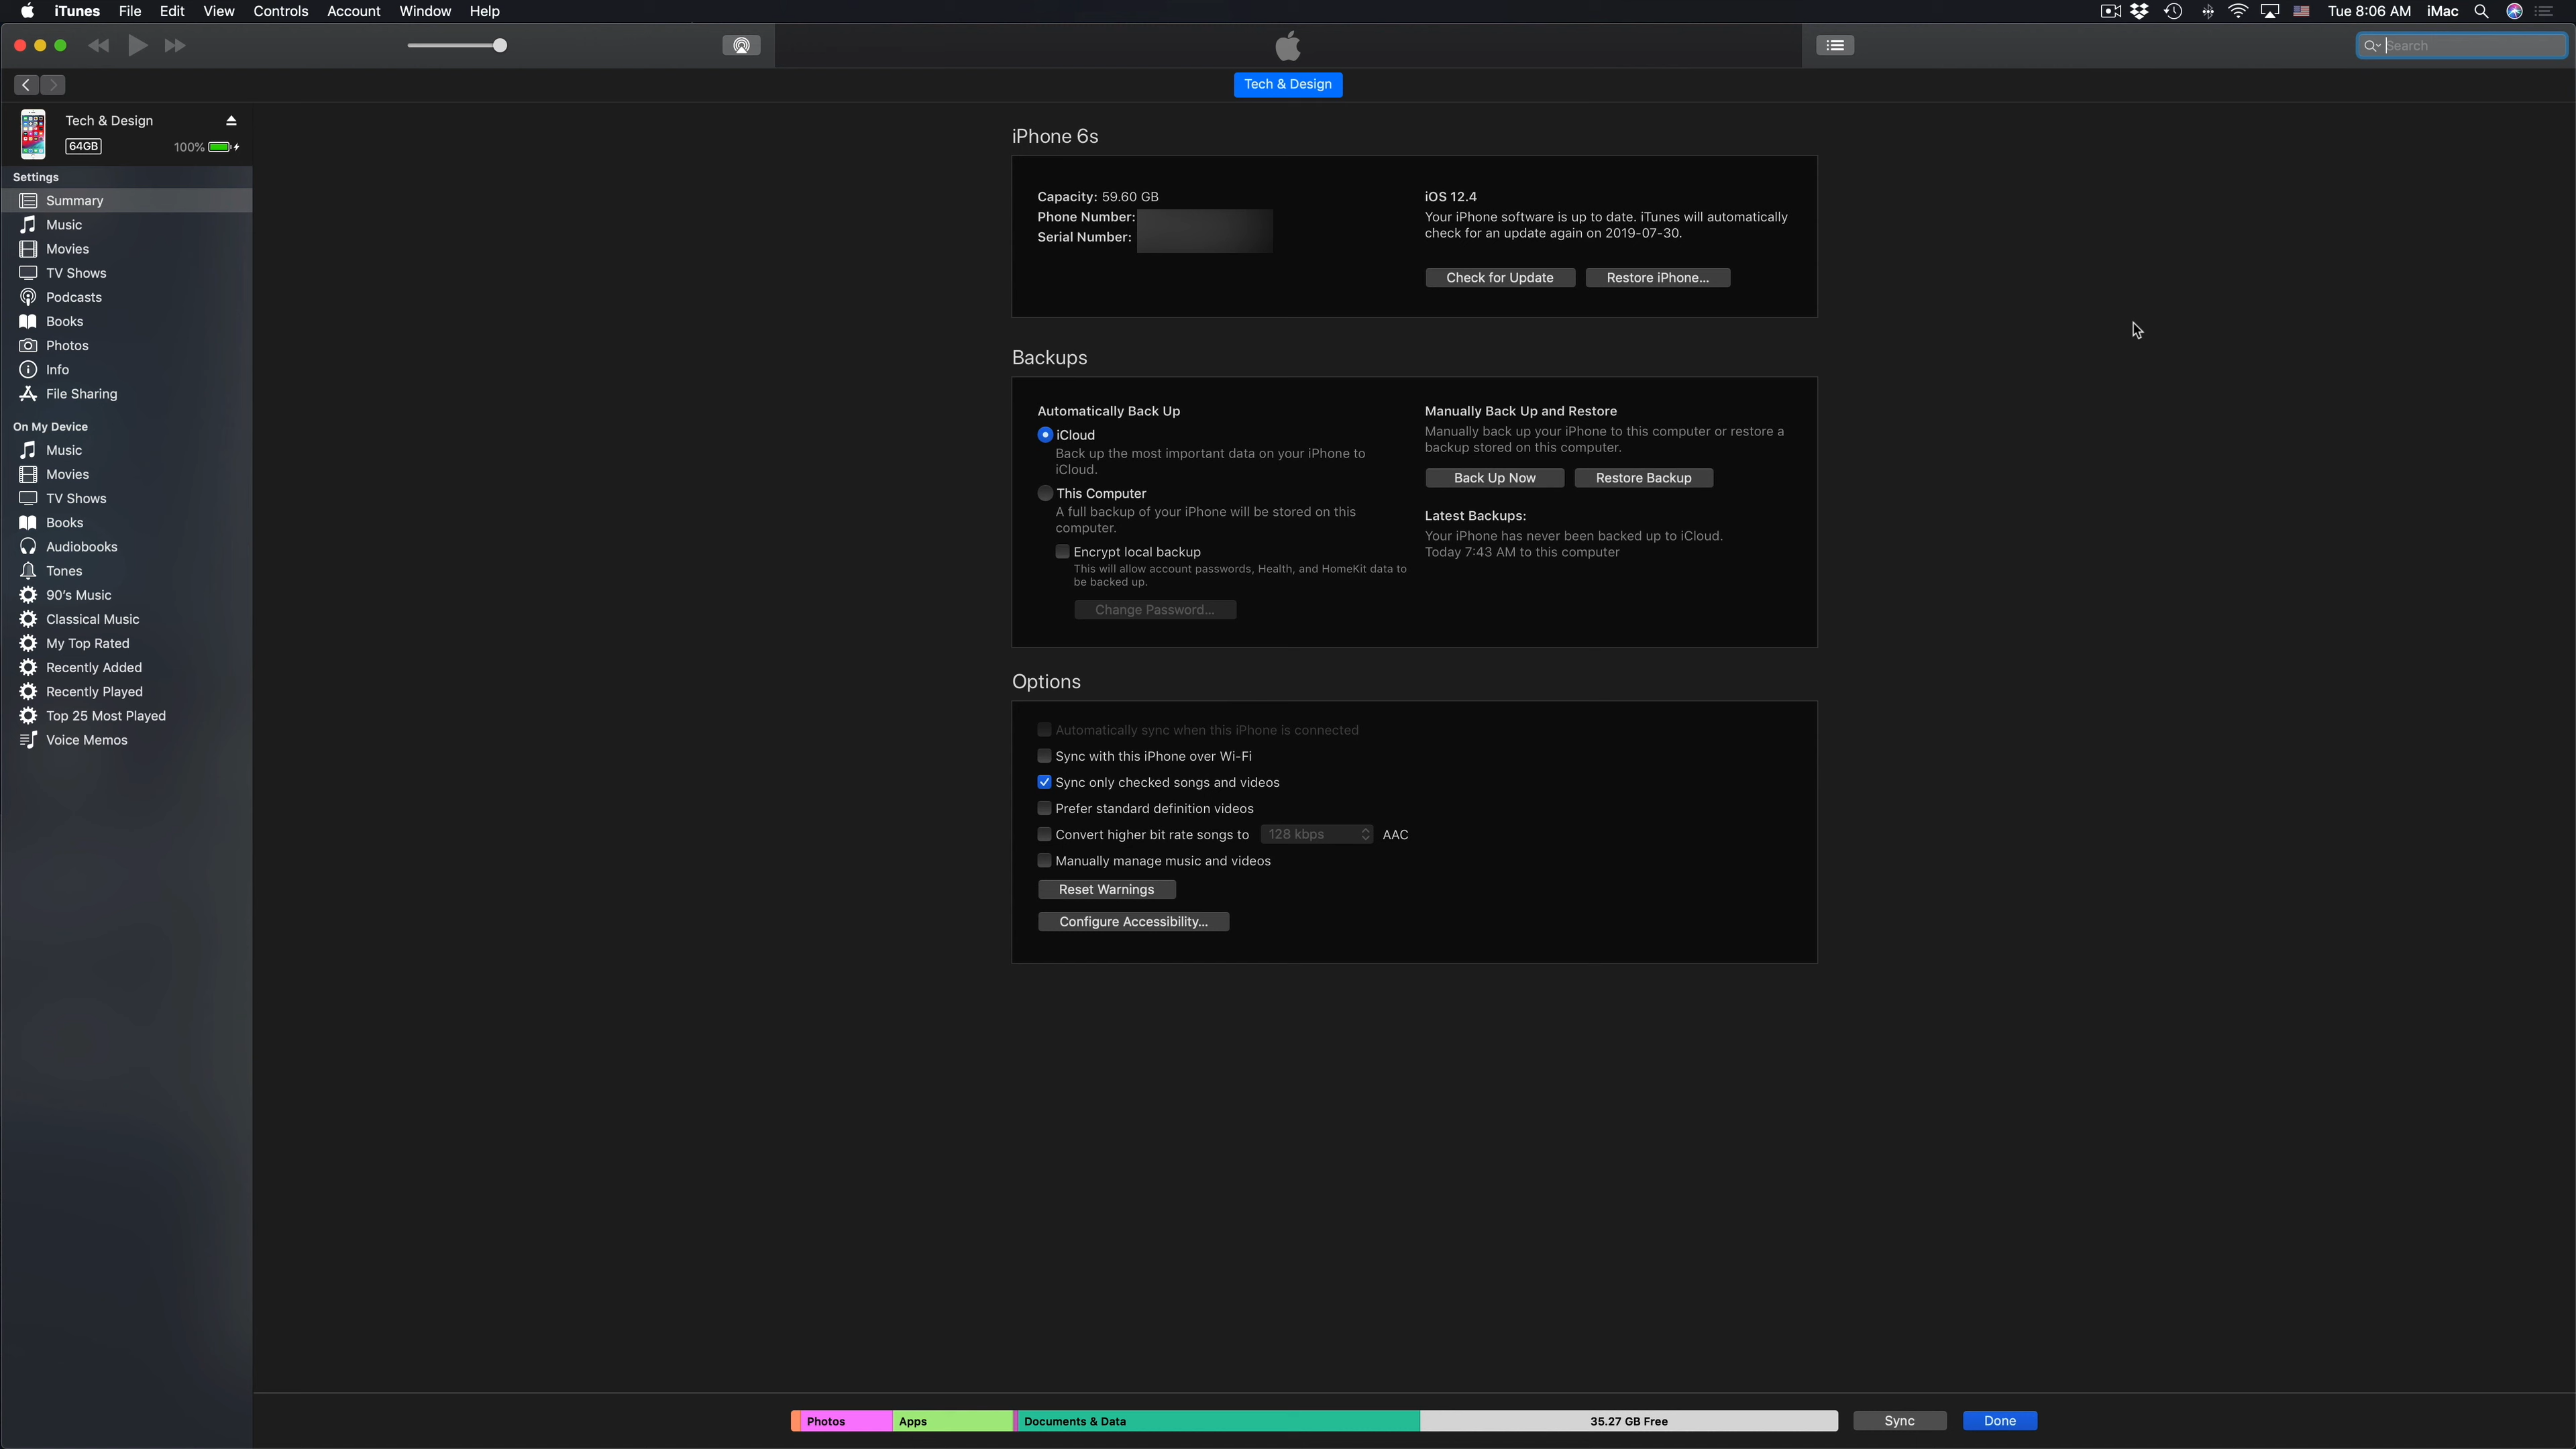 iTunes File Edit View Controls Account Window Help
Tue 8:06 AM iMac
Search
Tech & Design
Tech & Design
64GB 100%
Settings
Summary
Music
Movies
TV Shows
Podcasts
Books
Photos
Info
File Sharing
On My Device
Music
Movies
TV Shows
Books
Audiobooks
Tones
90's Music
Classical Music
My Top Rated
Recently Added
Recently Played
Top 25 Most Played
Voice Memos
iPhone 6s
Capacity: 59.60 GB
Phone Number:
Serial Number:
iOS 12.4
Your iPhone software is up to date. iTunes will automatically
check for an update again on 2019-07-30.
Check for Update Restore iPhone...
Backups
Automatically Back Up
iCloud
Back up the most important data on your iPhone to
iCloud.
This Computer
A full backup of your iPhone will be stored on this
computer.
Encrypt local backup
This will allow account passwords, Health, and HomeKit data to
be backed up.
Change Password...
Manually Back Up and Restore
Manually back up your iPhone to this computer or restore a
backup stored on this computer.
Back Up Now Restore Backup
Latest Backups:
Your iPhone has never been backed up to iCloud.
Today 7:43 AM to this computer
Options
Automatically sync when this iPhone is connected
Sync with this iPhone over Wi-Fi
Sync only checked songs and videos
Prefer standard definition videos
Convert higher bit rate songs to 128 kbps AAC
Manually manage music and videos
Reset Warnings
Configure Accessibility...
Photos Apps Documents & Data 35.27 GB Free Sync Done